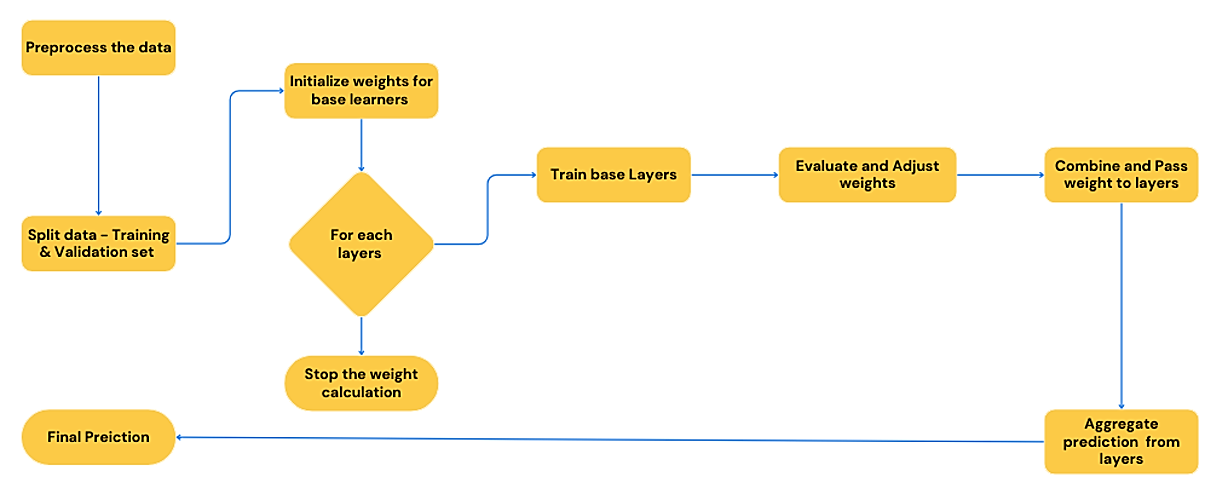 Preprocess the data
Split data – Training
& Validation set
Initialize weights for
base learners
For each
layers
Stop the weight
calculation
Train base Layers
Evaluate and Adjust
weights
Combine and Pass
weight to layers
Aggregate
prediction from
layers
Final Preiction